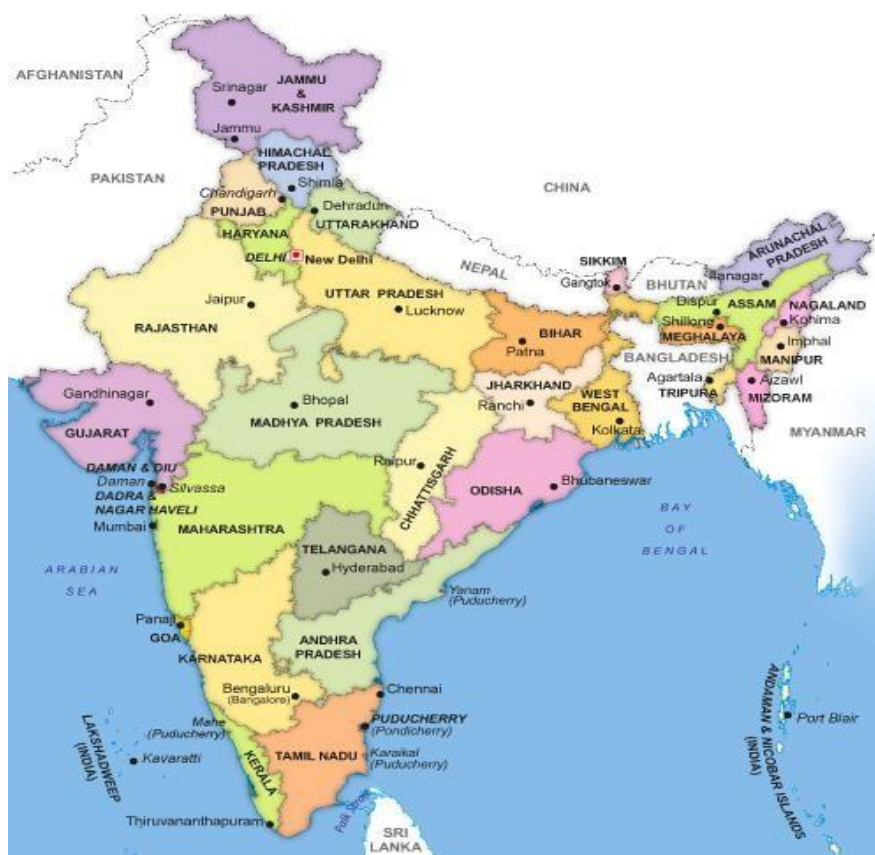 AFGHANISTAN
Srinagar
JAMMU
&
KASHMIR
Jammu
PAKISTAN
HIMACHAL
PRADESH
Shimla
CHINA
Chandigarh
PUNJAB
Dehradun
UTTARAKHAND
HARYANA
DELHI
New Delhi
NEPAL
SIKKIM
Gangtok
BHUTAN
ARUNACHAL
PRADESH
Itanagar
Dispur
ASSAM
NAGALAND
Kohima
Jaipur
RAJASTHAN
UTTAR PRADESH
Lucknow
BIHAR
Patna
Shillong
MEGHALAYA
Imphal
MANIPUR
BANGLADESH
Gandhinagar
GUJARAT
Bhopal
MADHYA PRADESH
JHARKHAND
Ranchi
WEST
BENGAL
Kolkata
Agartala
TRIPURA
Aizawl
MIZORAM
MYANMAR
DAMAN & DIU
Daman
Silvassa
DADRA &
NAGAR HAVELI
Mumbai
MAHARASHTRA
Raipur
CHHATTISGARH
ODISHA
Bhubaneswar
BAY
OF
BENGAL
ARABIAN
SEA
TELANGANA
Hyderabad
Yanam
(Puducherry)
Panaji
GOA
KARNATAKA
ANDHRA
PRADESH
Bengaluru
(Bangalore)
Chennai
Mahe
(Puducherry)
PUDUCHERRY
(Pondicherry)
LAKSHADWEEP
(INDIA)
Kavaratti
KERALA
TAMIL NADU
Karaikal
(Puducherry)
ANDAMAN & NICOBAR ISLANDS
(INDIA)
Port Blair
Thiruvananthapuram
Palk Strait
SRI
LANKA